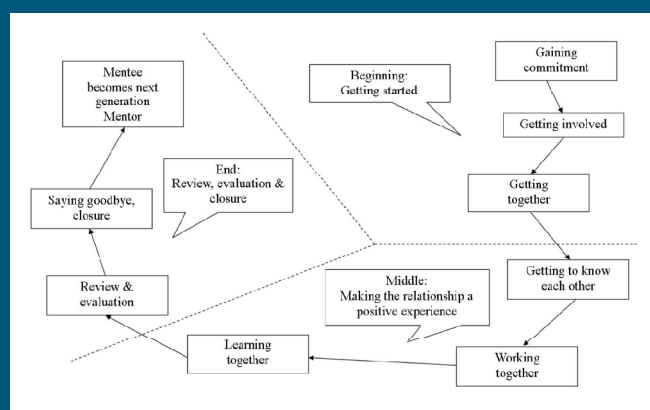 Beginning:
Getting started
Gaining
commitment
Getting involved
Getting
together
Getting to know
each other
Middle:
Making the relationship a
positive experience
Working
together
Learning
together
End:
Review, evaluation &
closure
Review &
evaluation
Saying goodbye,
closure
Mentee
becomes next
generation
Mentor